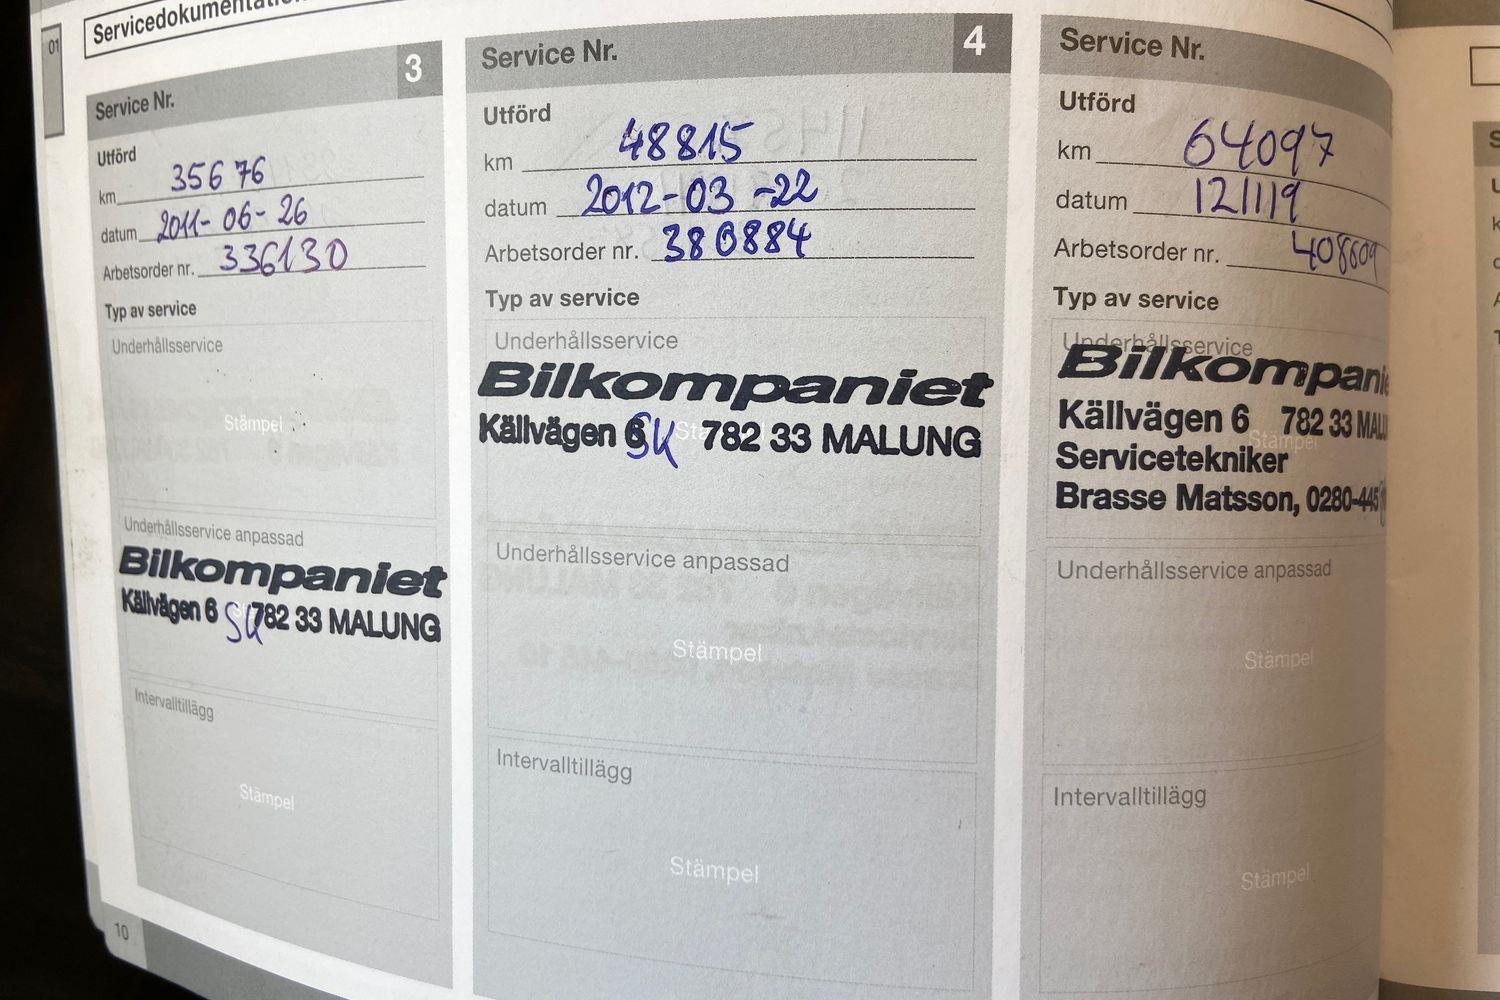 Servicedokumentation
01
Service Nr. 3
Utförd
km 35676
datum 2011-06-26
Arbetsorder nr. 336130
Typ av service
Underhållsservice
Stämpel
Underhållsservice anpassad
Bilkompaniet
Källvägen 6 SK 782 33 MALUNG
Intervalltillägg
Stämpel
10
Service Nr. 4
Utförd
km 48815
datum 2012-03-22
Arbetsorder nr. 380884
Typ av service
Underhållsservice
Bilkompaniet
Källvägen 6 SK 782 33 MALUNG
Underhållsservice anpassad
Stämpel
Intervalltillägg
Stämpel
Service Nr.
Utförd
km 64097
datum 121119
Arbetsorder nr. 408609
Typ av service
Underhållsservice
Bilkompanie
Källvägen 6 782 33 MALU
Stämpel
Servicetekniker
Brasse Matsson, 0280-445
Underhållsservice anpassad
Stämpel
Intervalltillägg
Stämpel